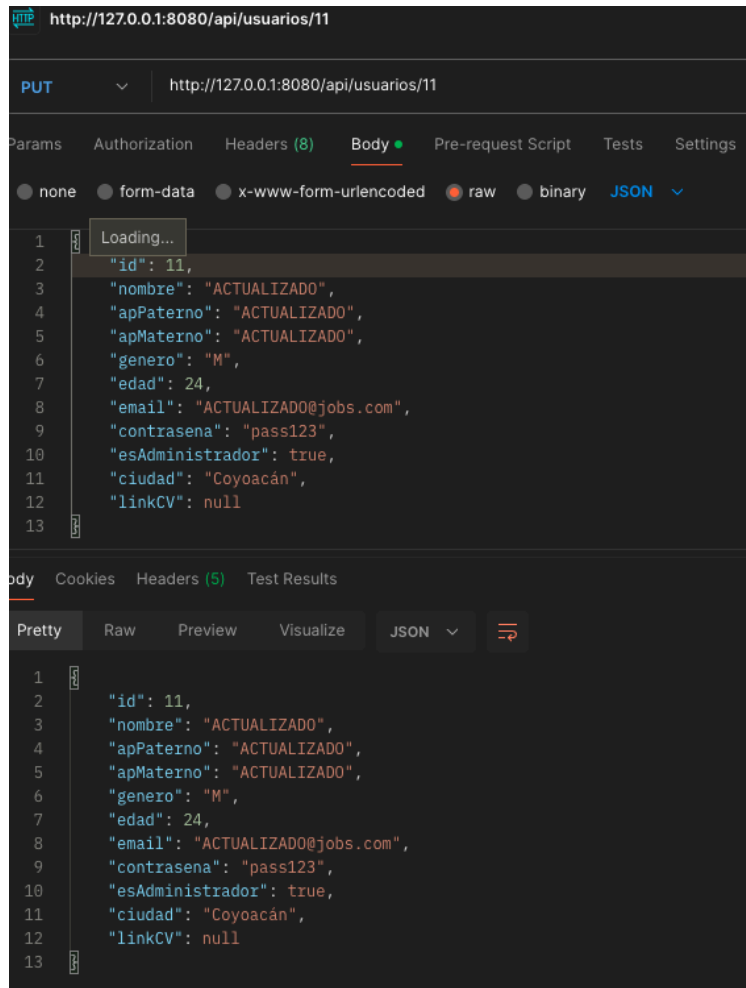 HTTP http://127.0.0.1:8080/api/usuarios/11
PUT http://127.0.0.1:8080/api/usuarios/11
Params Authorization Headers (8) Body Pre-request Script Tests Settings
none form-data x-www-form-urlencoded raw binary JSON
Loading...
1 {
2 "id": 11,
3 "nombre": "ACTUALIZADO",
4 "apPaterno": "ACTUALIZADO",
5 "apMaterno": "ACTUALIZADO",
6 "genero": "M",
7 "edad": 24,
8 "email": "ACTUALIZADO@jobs.com",
9 "contrasena": "pass123",
10 "esAdministrador": true,
11 "ciudad": "Coyoacán",
12 "linkCV": null
13 }
ody Cookies Headers (5) Test Results
Pretty Raw Preview Visualize JSON
1 {
2 "id": 11,
3 "nombre": "ACTUALIZADO",
4 "apPaterno": "ACTUALIZADO",
5 "apMaterno": "ACTUALIZADO",
6 "genero": "M",
7 "edad": 24,
8 "email": "ACTUALIZADO@jobs.com",
9 "contrasena": "pass123",
10 "esAdministrador": true,
11 "ciudad": "Coyoacán",
12 "linkCV": null
13 }